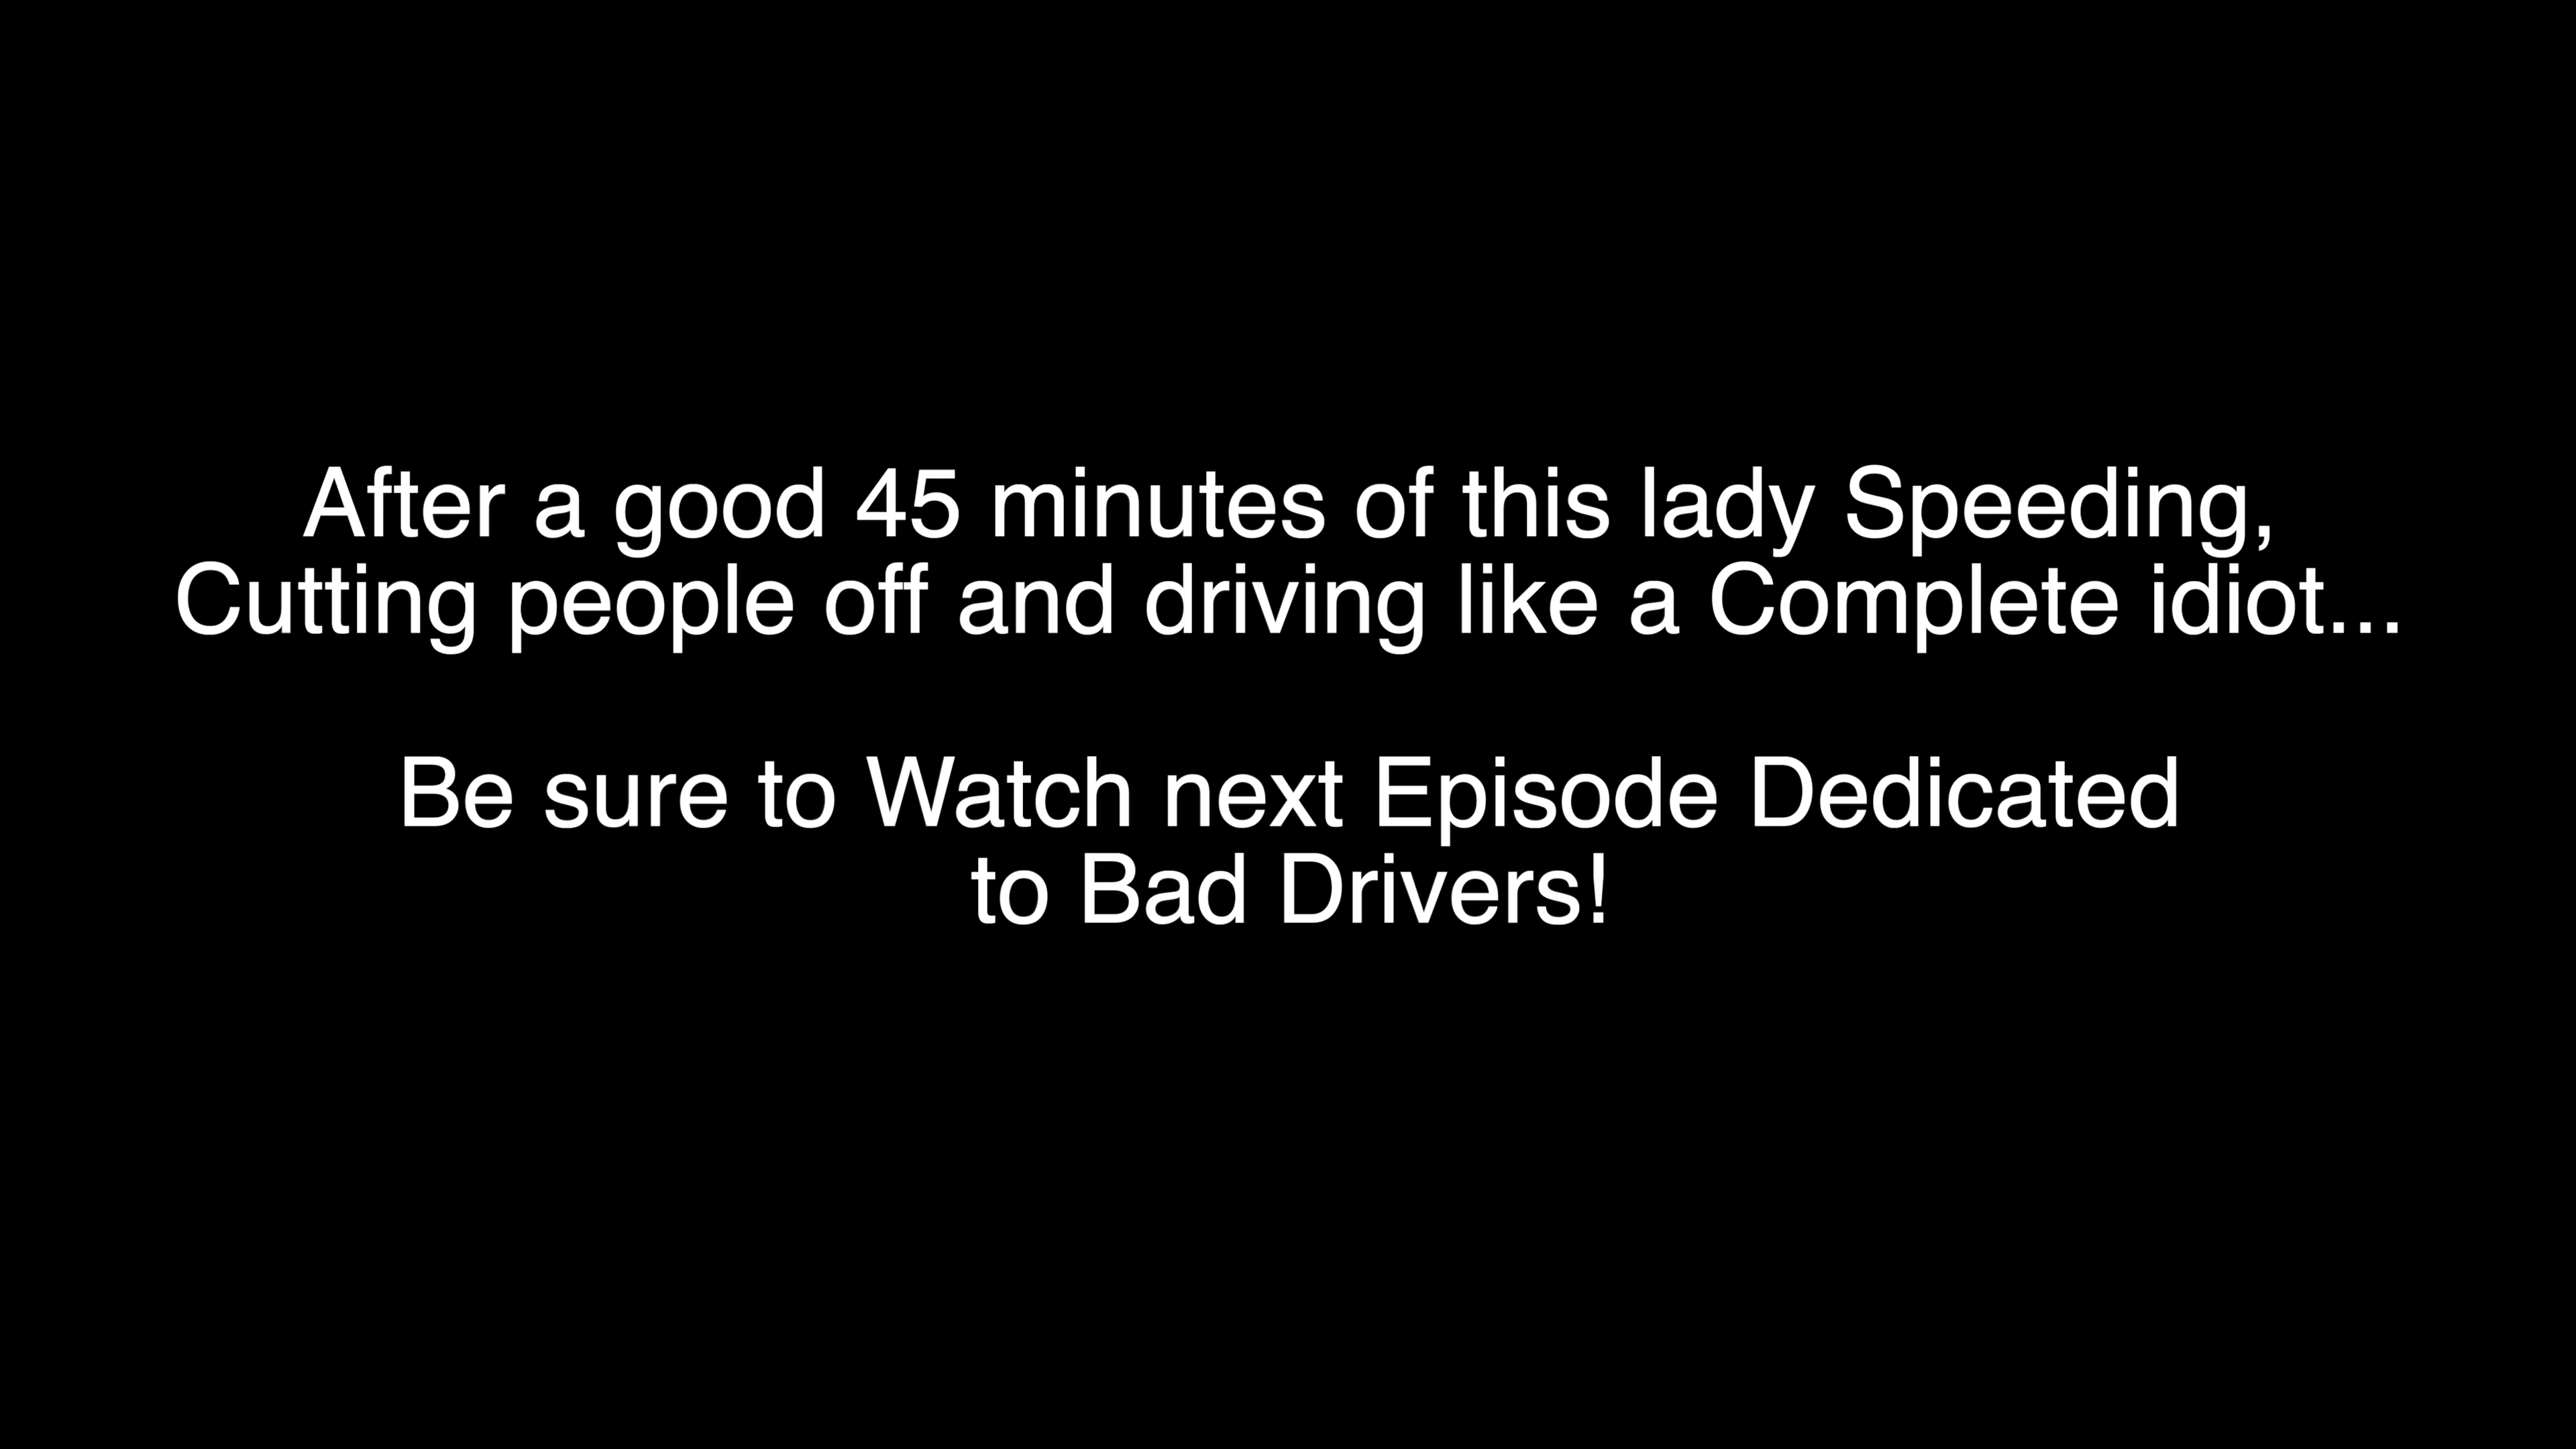 After a good 45 minutes of this lady Speeding,
Cutting people off and driving like a Complete idiot...
Be sure to Watch next Episode Dedicated
to Bad Drivers!